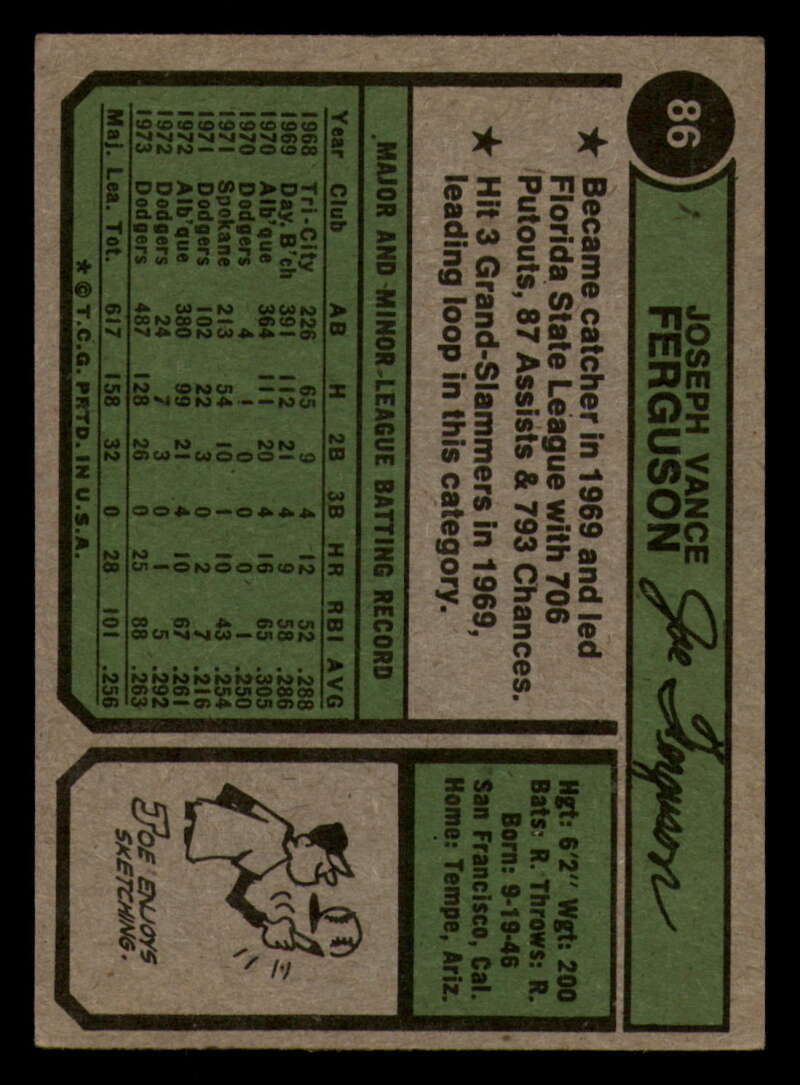 86
JOSEPH VANCE
FERGUSON
Joe Ferguson
★ Became catcher in 1969 and led
Florida State League with 706
Putouts, 87 Assists & 793 Chances.
★ Hit 3 Grand-Slammers in 1969,
leading loop in this category.
Hgt: 6'2" Wgt: 200
Bats: R. Throws: R.
Born: 9-19-46
San Francisco, Cal.
Home: Tempe, Ariz.
MAJOR AND MINOR-LEAGUE BATTING RECORD
Year Club AB H 2B 3B HR RBI AVG
1968 Tri-City 226 65 9 4 12 52 .288
1969 Day. B'ch 391 112 21 4 9 58 .286
1970 Alb'que 364 111 20 4 16 65 .305
1970 Dodgers 4 1 0 0 0 1 .250
1971 Spokane 213 54 10 1 10 43 .254
1971 Dodgers 102 22 3 0 2 7 .216
1972 Alb'que 380 99 21 4 10 67 .261
1972 Dodgers 24 7 3 0 1 5 .292
1973 Dodgers 487 128 26 0 25 88 .263
Maj. Lea. Tot. 617 158 32 0 28 101 .256
* © T.C.G. PRTD. IN U.S.A.
JOE ENJOYS
SKETCHING.